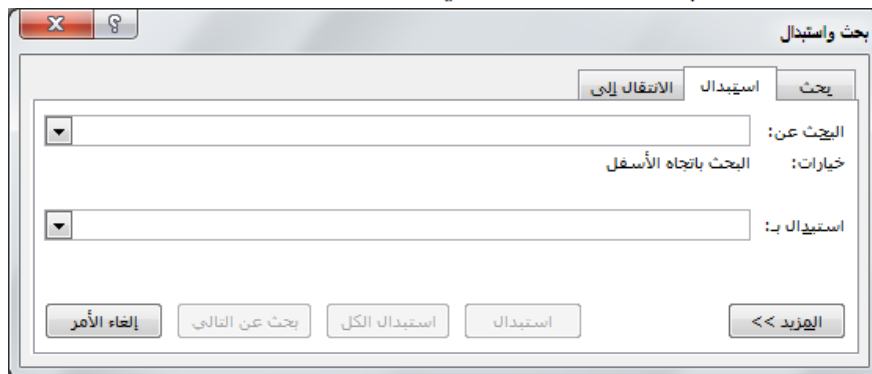 بحث واستبدال
بحث استبدال الانتقال إلى
البحث عن:
خيارات: البحث باتجاه الأسفل
استبدال بـ:
المزيد >> استبدال استبدال الكل بحث عن التالي إلغاء الأمر